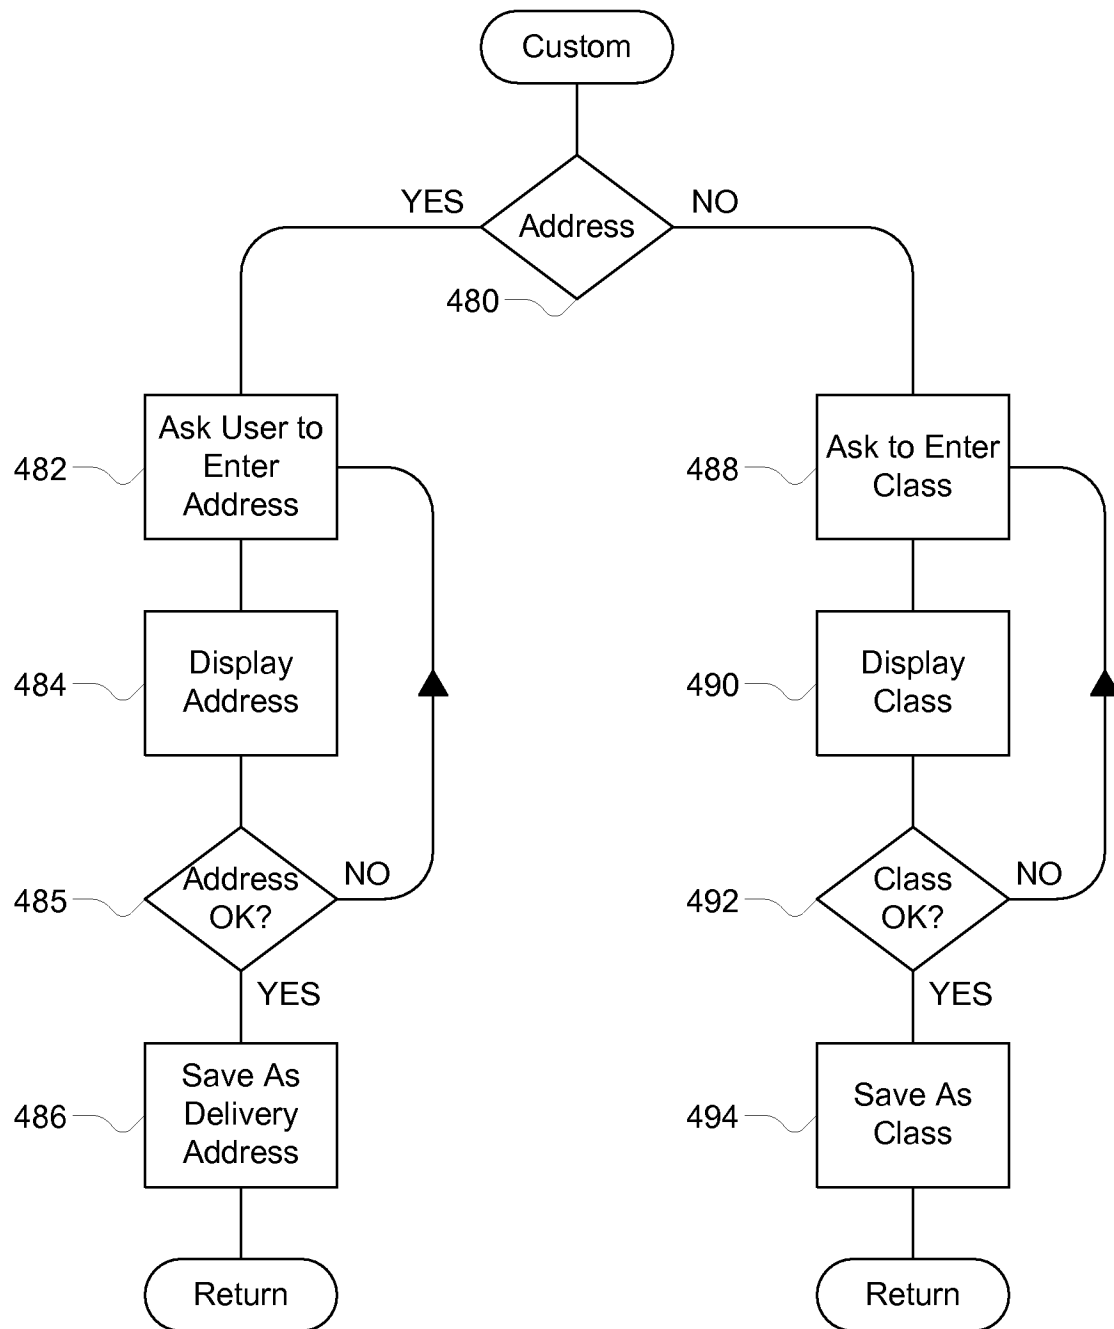 Custom
YES
NO
Address
480
Ask User to
Enter
Address
482
Display
Address
484
Address
OK?
NO
485
YES
Save As
Delivery
Address
486
Return
Ask to Enter
Class
488
Display
Class
490
Class
OK?
NO
492
YES
Save As
Class
494
Return